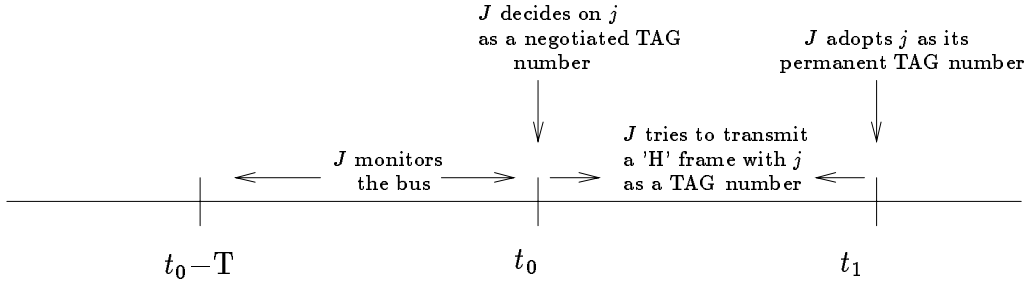 J decides on j
as a negotiated TAG
number
J adopts j as its
permanent TAG number
J monitors
the bus
J tries to transmit
a 'H' frame with j
as a TAG number
t₀−T
t₀
t₁